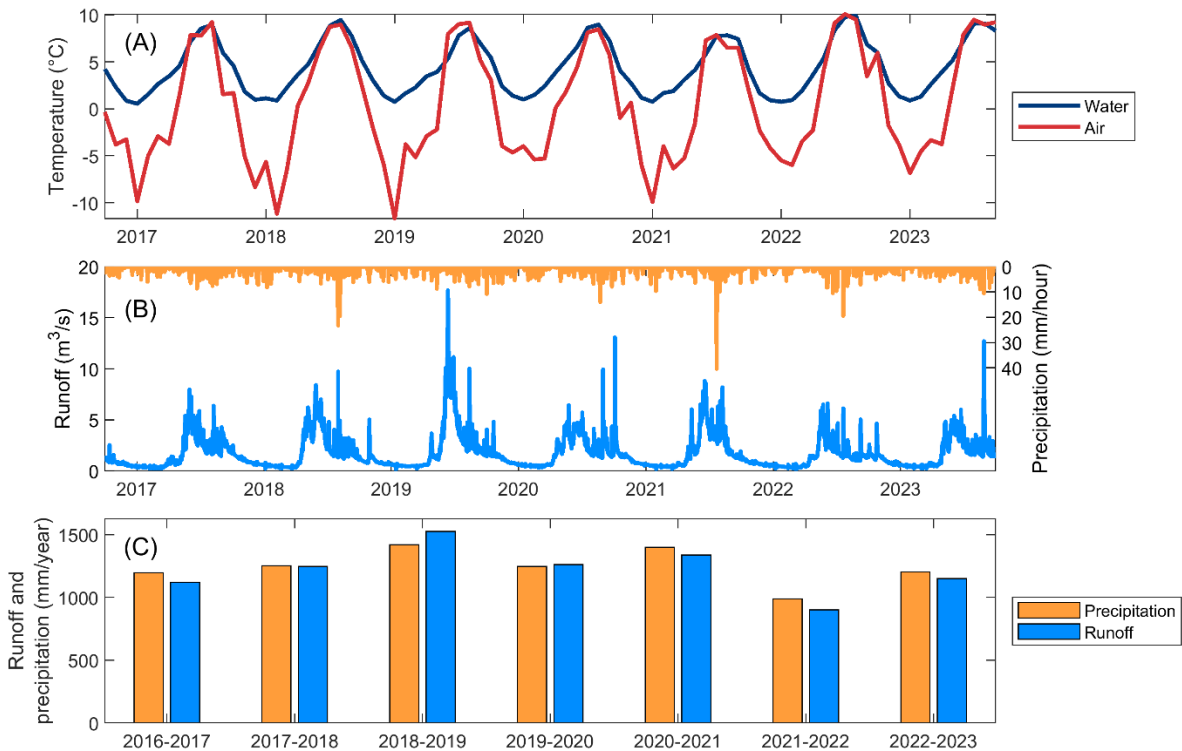 (A)
Temperature (°C)
10
5
0
-5
-10
2017 2018 2019 2020 2021 2022 2023
Water
Air
(B)
Runoff (m³/s)
20
15
10
5
0
Precipitation (mm/hour)
0
10
20
30
40
2017 2018 2019 2020 2021 2022 2023
(C)
Runoff and
precipitation (mm/year)
1500
1000
500
0
2016-2017 2017-2018 2018-2019 2019-2020 2020-2021 2021-2022 2022-2023
Precipitation
Runoff